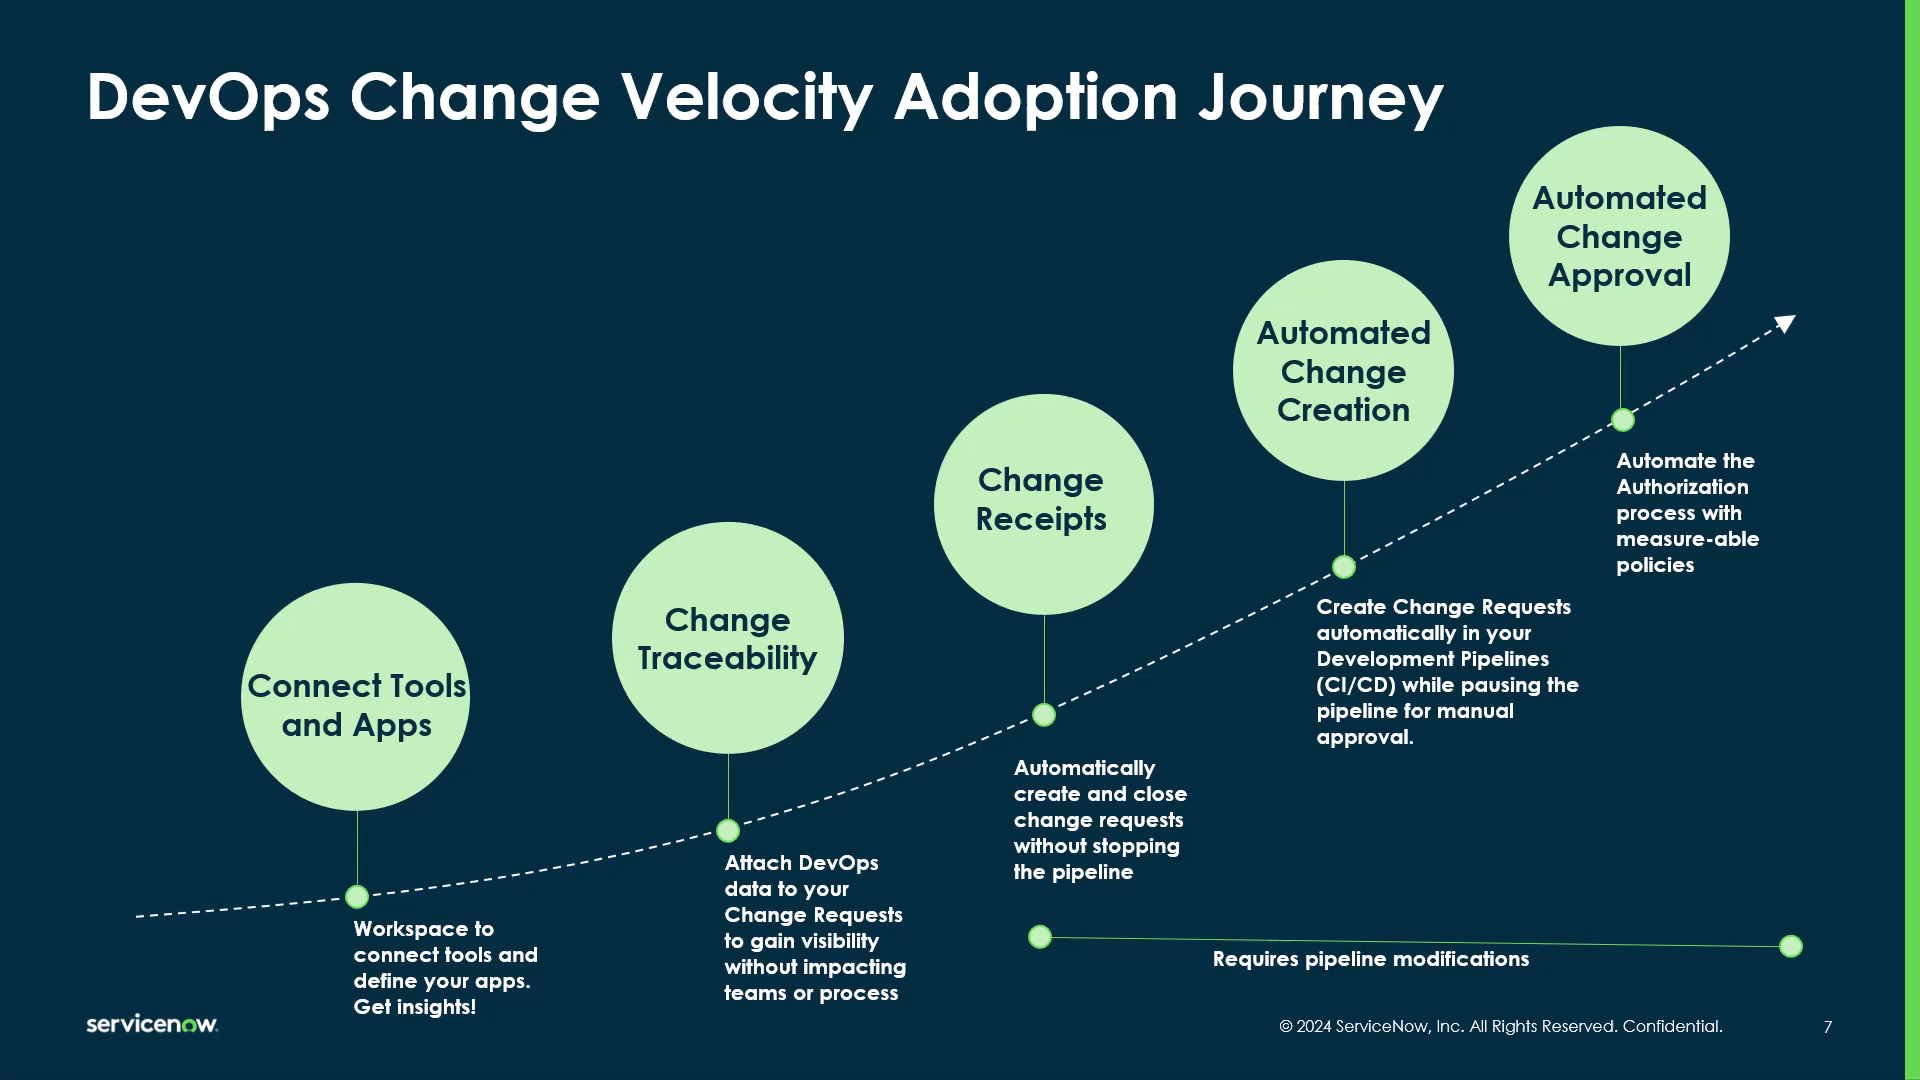 DevOps Change Velocity Adoption Journey
Connect Tools
and Apps
Workspace to
connect tools and
define your apps.
Get insights!
Change
Traceability
Attach DevOps
data to your
Change Requests
to gain visibility
without impacting
teams or process
Change
Receipts
Automatically
create and close
change requests
without stopping
the pipeline
Automated
Change
Creation
Create Change Requests
automatically in your
Development Pipelines
(CI/CD) while pausing the
pipeline for manual
approval.
Automated
Change
Approval
Automate the
Authorization
process with
measure-able
policies
Requires pipeline modifications
servicenow.
© 2024 ServiceNow, Inc. All Rights Reserved. Confidential.
7